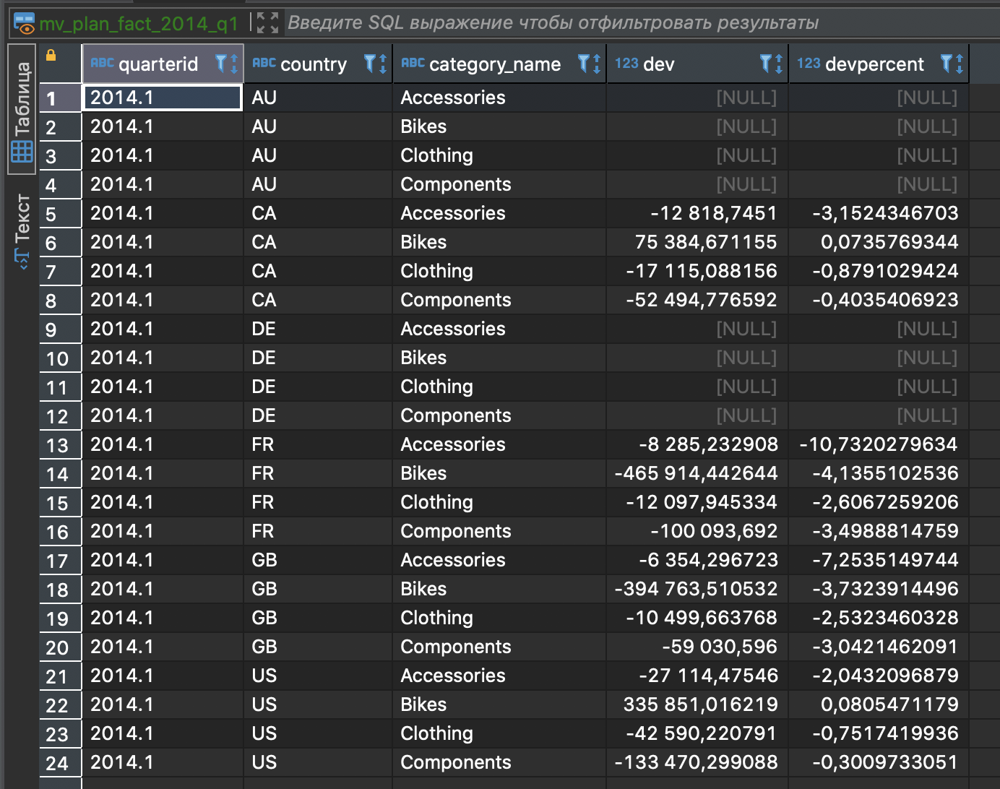 mv_plan_fact_2014_q1 Введите SQL выражение чтобы отфильтровать результаты
Таблица
Текст
ABC quarterid ABC country ABC category_name 123 dev 123 devpercent
1 2014.1 AU Accessories [NULL] [NULL]
2 2014.1 AU Bikes [NULL] [NULL]
3 2014.1 AU Clothing [NULL] [NULL]
4 2014.1 AU Components [NULL] [NULL]
5 2014.1 CA Accessories -12 818,7451 -3,1524346703
6 2014.1 CA Bikes 75 384,671155 0,0735769344
7 2014.1 CA Clothing -17 115,088156 -0,8791029424
8 2014.1 CA Components -52 494,776592 -0,4035406923
9 2014.1 DE Accessories [NULL] [NULL]
10 2014.1 DE Bikes [NULL] [NULL]
11 2014.1 DE Clothing [NULL] [NULL]
12 2014.1 DE Components [NULL] [NULL]
13 2014.1 FR Accessories -8 285,232908 -10,7320279634
14 2014.1 FR Bikes -465 914,442644 -4,1355102536
15 2014.1 FR Clothing -12 097,945334 -2,6067259206
16 2014.1 FR Components -100 093,692 -3,4988814759
17 2014.1 GB Accessories -6 354,296723 -7,2535149744
18 2014.1 GB Bikes -394 763,510532 -3,7323914496
19 2014.1 GB Clothing -10 499,663768 -2,5323460328
20 2014.1 GB Components -59 030,596 -3,0421462091
21 2014.1 US Accessories -27 114,47546 -2,0432096879
22 2014.1 US Bikes 335 851,016219 0,0805471179
23 2014.1 US Clothing -42 590,220791 -0,7517419936
24 2014.1 US Components -133 470,299088 -0,3009733051